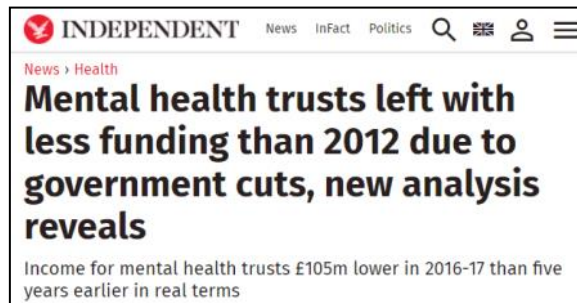 INDEPENDENT News InFact Politics
News › Health
Mental health trusts left with
less funding than 2012 due to
government cuts, new analysis
reveals
Income for mental health trusts £105m lower in 2016-17 than five
years earlier in real terms